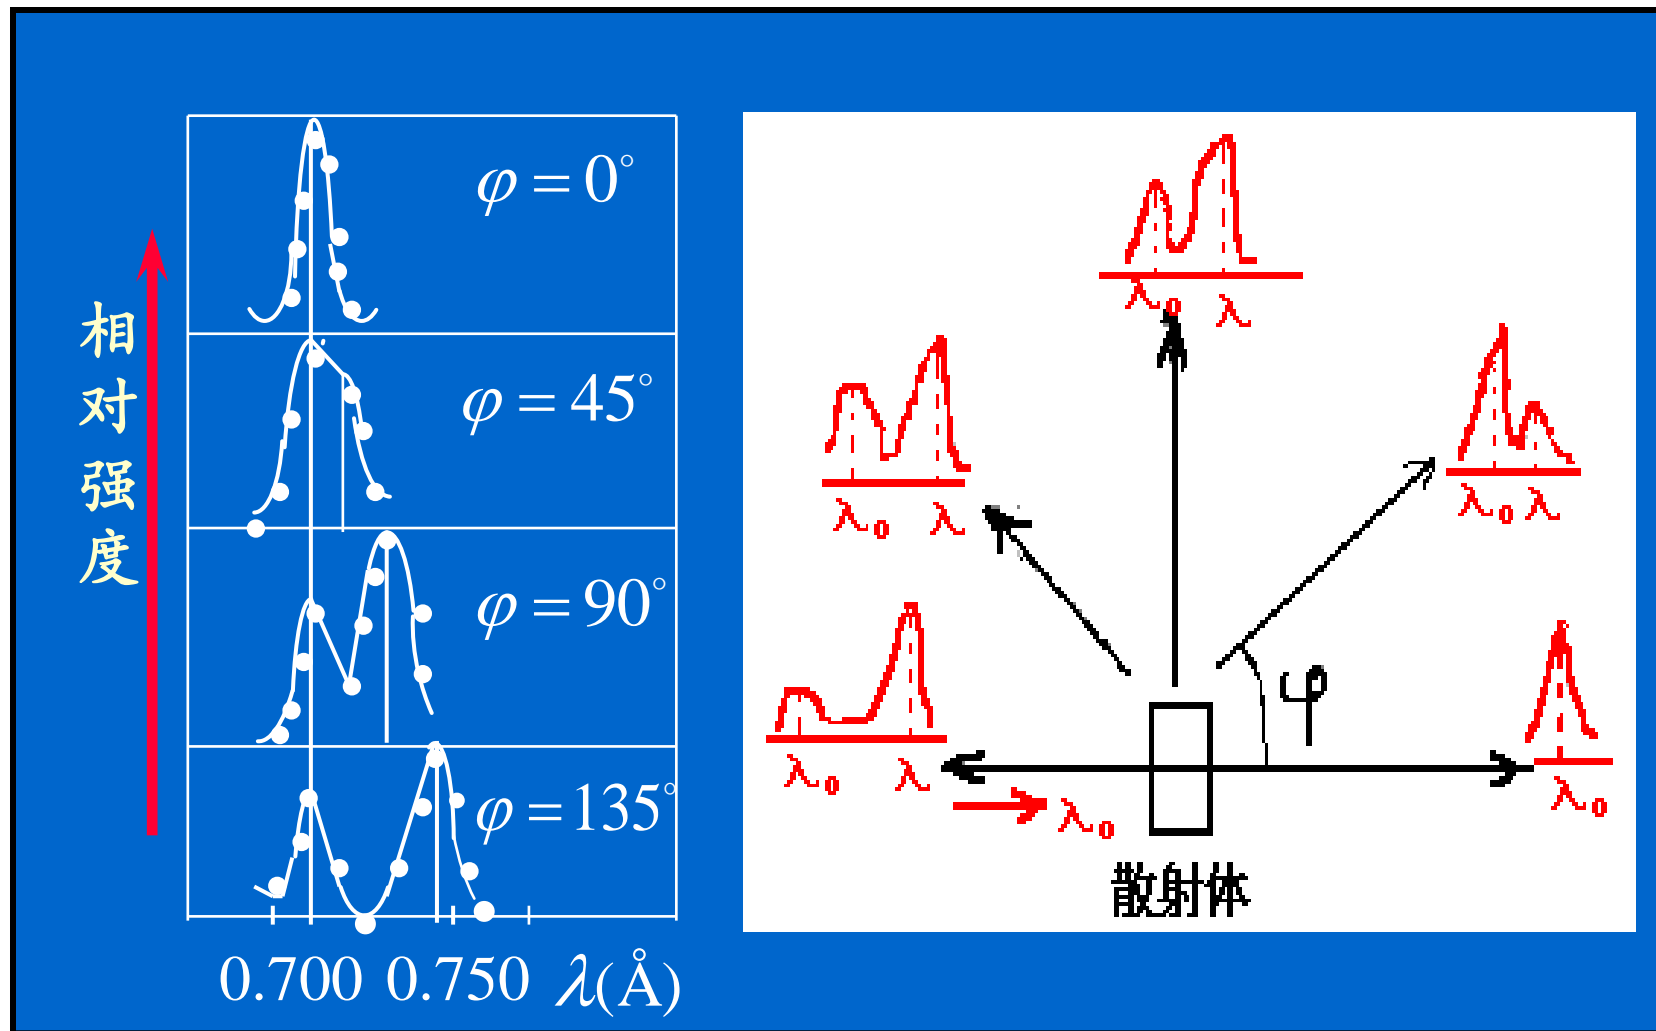 相对强度
φ = 0°
φ = 45°
φ = 90°
φ = 135°
0.700 0.750 λ(Å)
λ₀ λ
λ₀ λ
λ₀ λ
λ₀ λ
φ
λ₀
λ₀
散射体